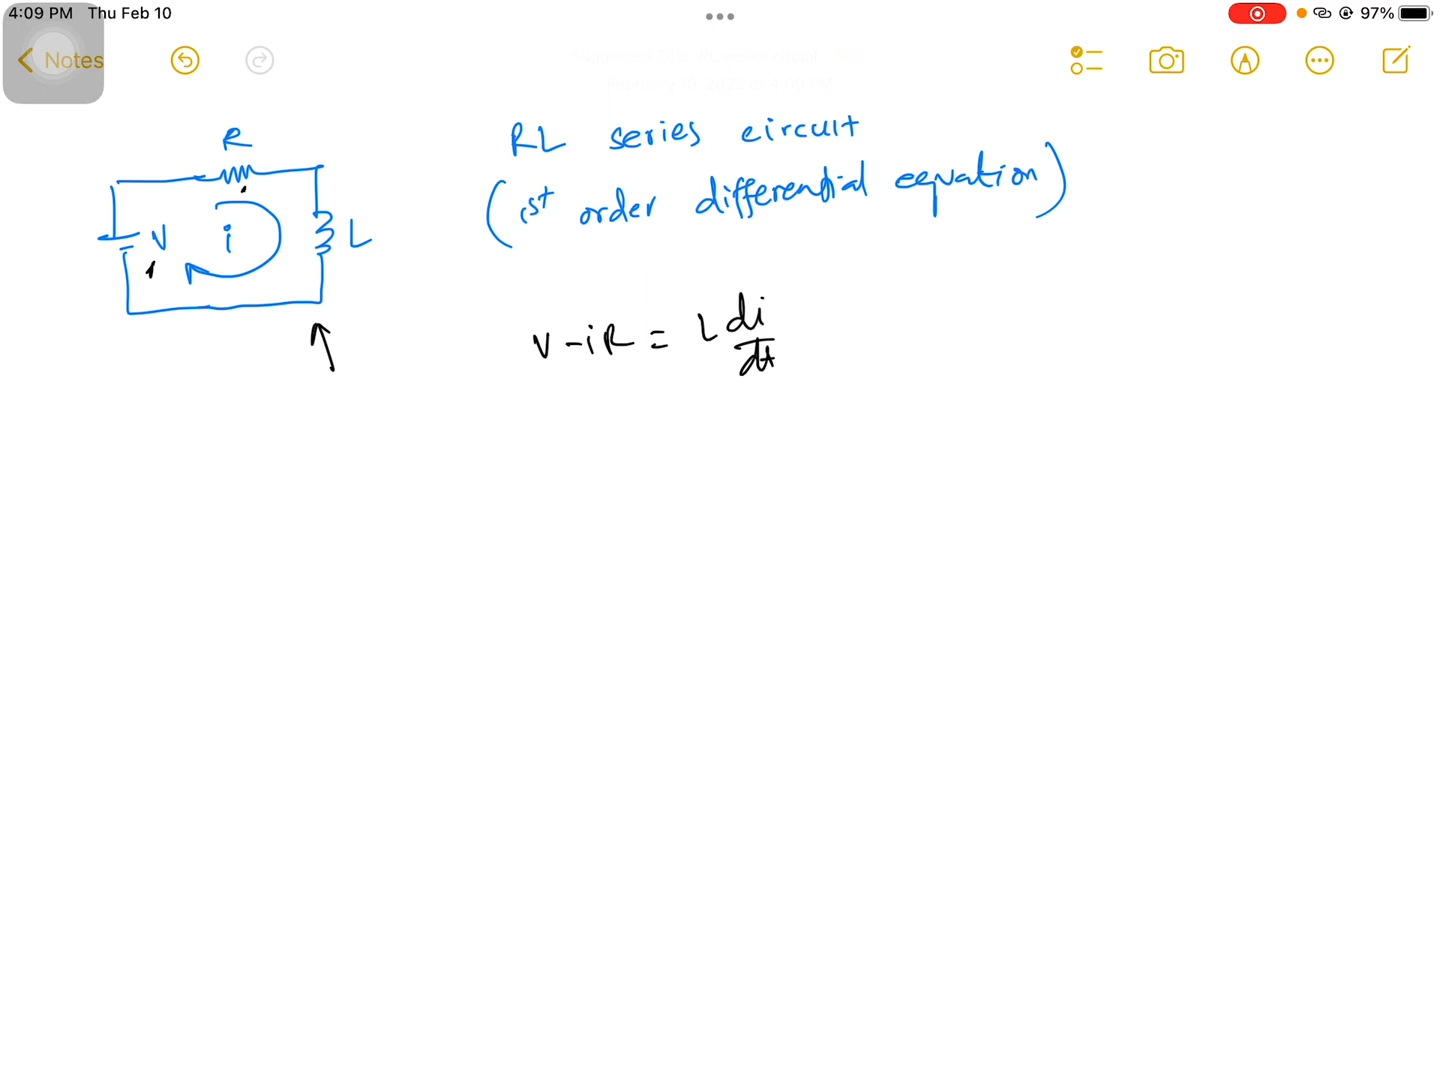 4:09 PM Thu Feb 10
97%
Notes
R
V
i
L
RL series circuit
(1st order differential equation)
V - iR = L di/dt